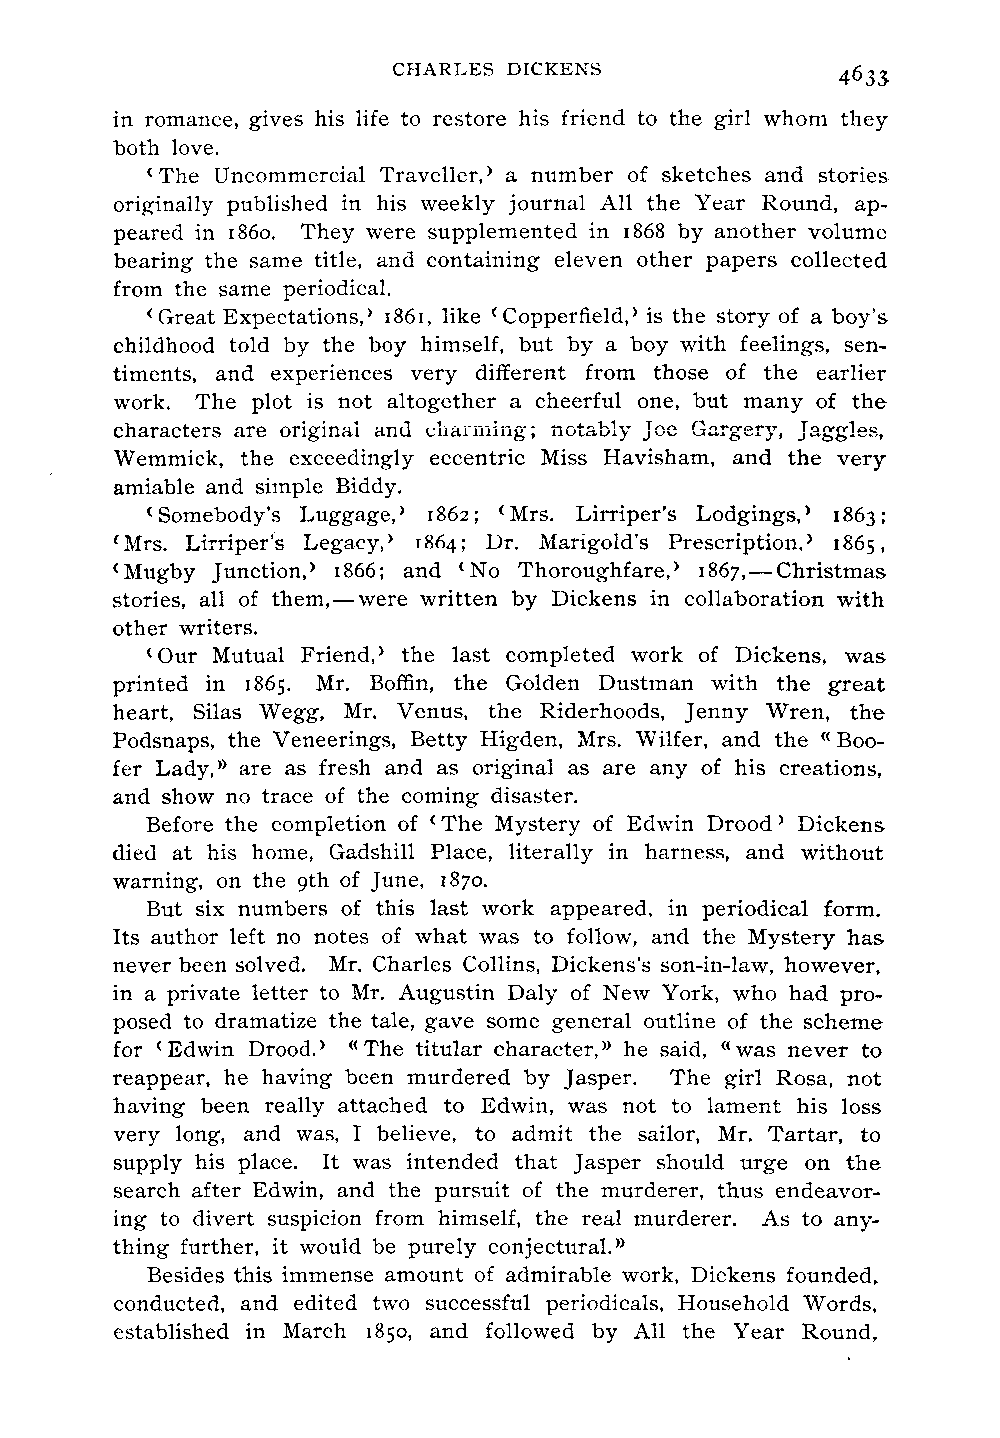 CHARLES DICKENS 4633
in romance, gives his life to restore his friend to the girl whom they
both love.
‘The Uncommercial Traveller,’ a number of sketches and stories
originally published in his weekly journal All the Year Round, ap-
peared in 1860. They were supplemented in 1868 by another volume
bearing the same title, and containing eleven other papers collected
from the same periodical.
‘Great Expectations,’ 1861, like ‘Copperfield,’ is the story of a boy's
childhood told by the boy himself, but by a boy with feelings, sen-
timents, and experiences very different from those of the earlier
work. The plot is not altogether a cheerful one, but many of the
characters are original and charming; notably Joe Gargery, Jaggles,
Wemmick, the exceedingly eccentric Miss Havisham, and the very
amiable and simple Biddy.
‘Somebody's Luggage,’ 1862; ‘Mrs. Lirriper's Lodgings,’ 1863;
‘Mrs. Lirriper's Legacy,’ 1864; Dr. Marigold's Prescription,’ 1865,
‘Mugby Junction,’ 1866; and ‘No Thoroughfare,’ 1867,—Christmas
stories, all of them,—were written by Dickens in collaboration with
other writers.
‘Our Mutual Friend,’ the last completed work of Dickens, was
printed in 1865. Mr. Boffin, the Golden Dustman with the great
heart, Silas Wegg, Mr. Venus, the Riderhoods, Jenny Wren, the
Podsnaps, the Veneerings, Betty Higden, Mrs. Wilfer, and the “Boo-
fer Lady,” are as fresh and as original as are any of his creations,
and show no trace of the coming disaster.
Before the completion of ‘The Mystery of Edwin Drood’ Dickens
died at his home, Gadshill Place, literally in harness, and without
warning, on the 9th of June, 1870.
But six numbers of this last work appeared, in periodical form.
Its author left no notes of what was to follow, and the Mystery has
never been solved. Mr. Charles Collins, Dickens's son-in-law, however,
in a private letter to Mr. Augustin Daly of New York, who had pro-
posed to dramatize the tale, gave some general outline of the scheme
for ‘Edwin Drood.’ “The titular character,” he said, “was never to
reappear, he having been murdered by Jasper. The girl Rosa, not
having been really attached to Edwin, was not to lament his loss
very long, and was, I believe, to admit the sailor, Mr. Tartar, to
supply his place. It was intended that Jasper should urge on the
search after Edwin, and the pursuit of the murderer, thus endeavor-
ing to divert suspicion from himself, the real murderer. As to any-
thing further, it would be purely conjectural.”
Besides this immense amount of admirable work, Dickens founded,
conducted, and edited two successful periodicals, Household Words,
established in March 1850, and followed by All the Year Round,